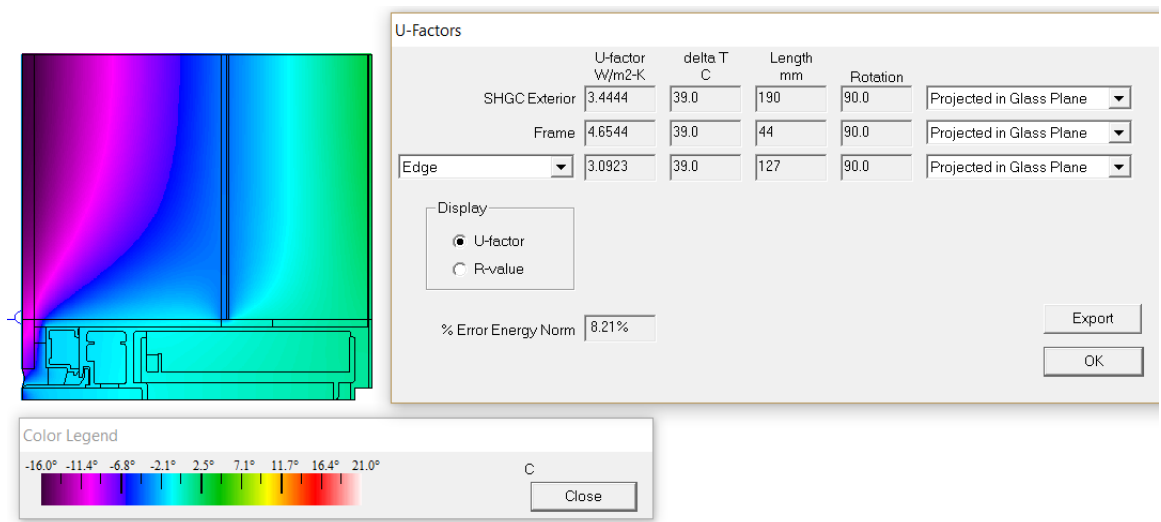 U-Factors
U-factor delta T Length
W/m2-K C mm Rotation
SHGC Exterior 3.4444 39.0 190 90.0 Projected in Glass Plane
Frame 4.6544 39.0 44 90.0 Projected in Glass Plane
Edge 3.0923 39.0 127 90.0 Projected in Glass Plane
Display
U-factor
R-value
% Error Energy Norm 8.21%
Export
OK
Color Legend
-16.0° -11.4° -6.8° -2.1° 2.5° 7.1° 11.7° 16.4° 21.0°
C
Close